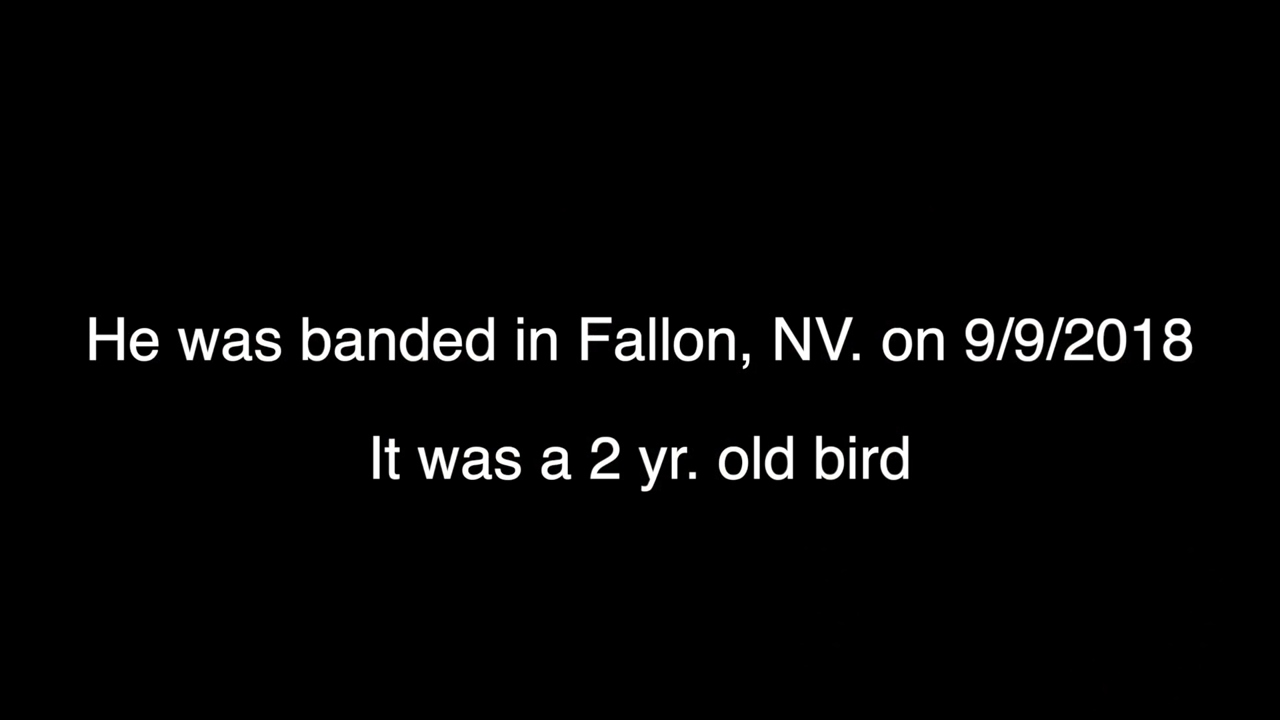 He was banded in Fallon, NV. on 9/9/2018
It was a 2 yr. old bird